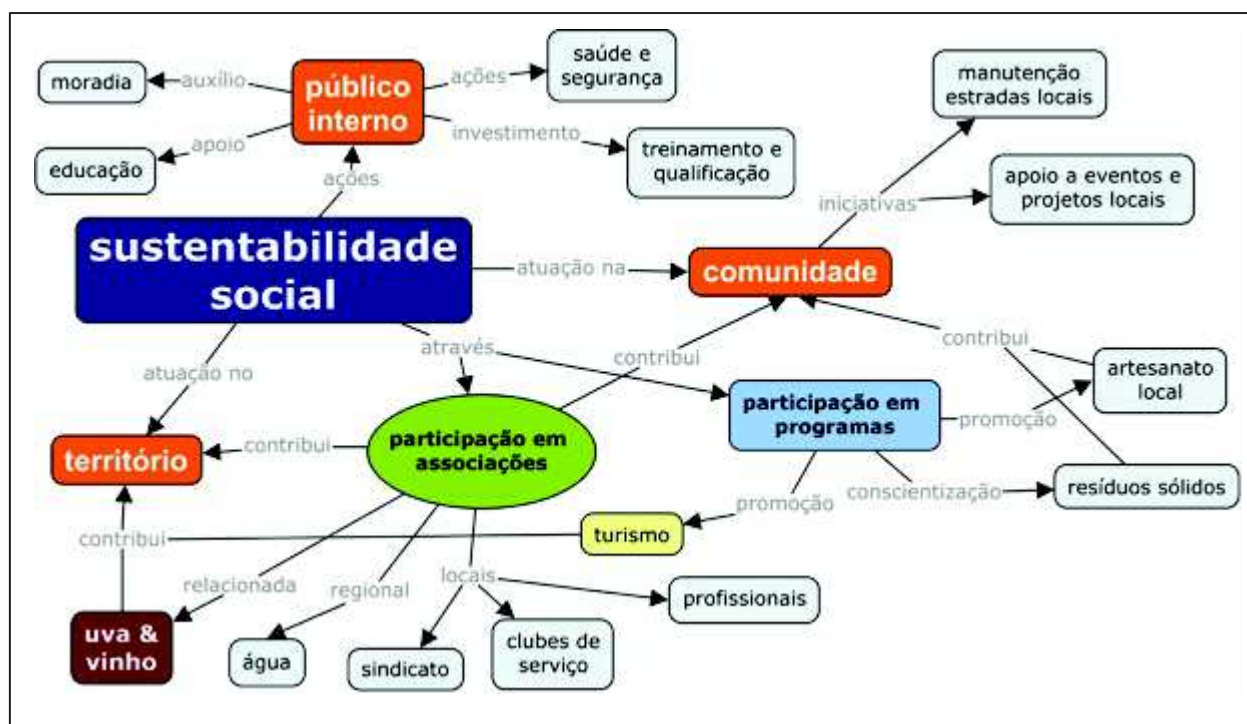 saúde e
segurança
ações
moradia
auxílio
público
interno
manutenção
estradas locais
investimento
apoio
educação
treinamento e
qualificação
ações
apoio a eventos e
projetos locais
iniciativas
sustentabilidade
social
atuação na
comunidade
através
contribui
contribui
atuação no
artesanato
local
participação em
programas
promoção
participação em
associações
contribui
território
conscientização
resíduos sólidos
promoção
turismo
contribui
relacionada
regional
locais
profissionais
uva &
vinho
água
sindicato
clubes de
serviço